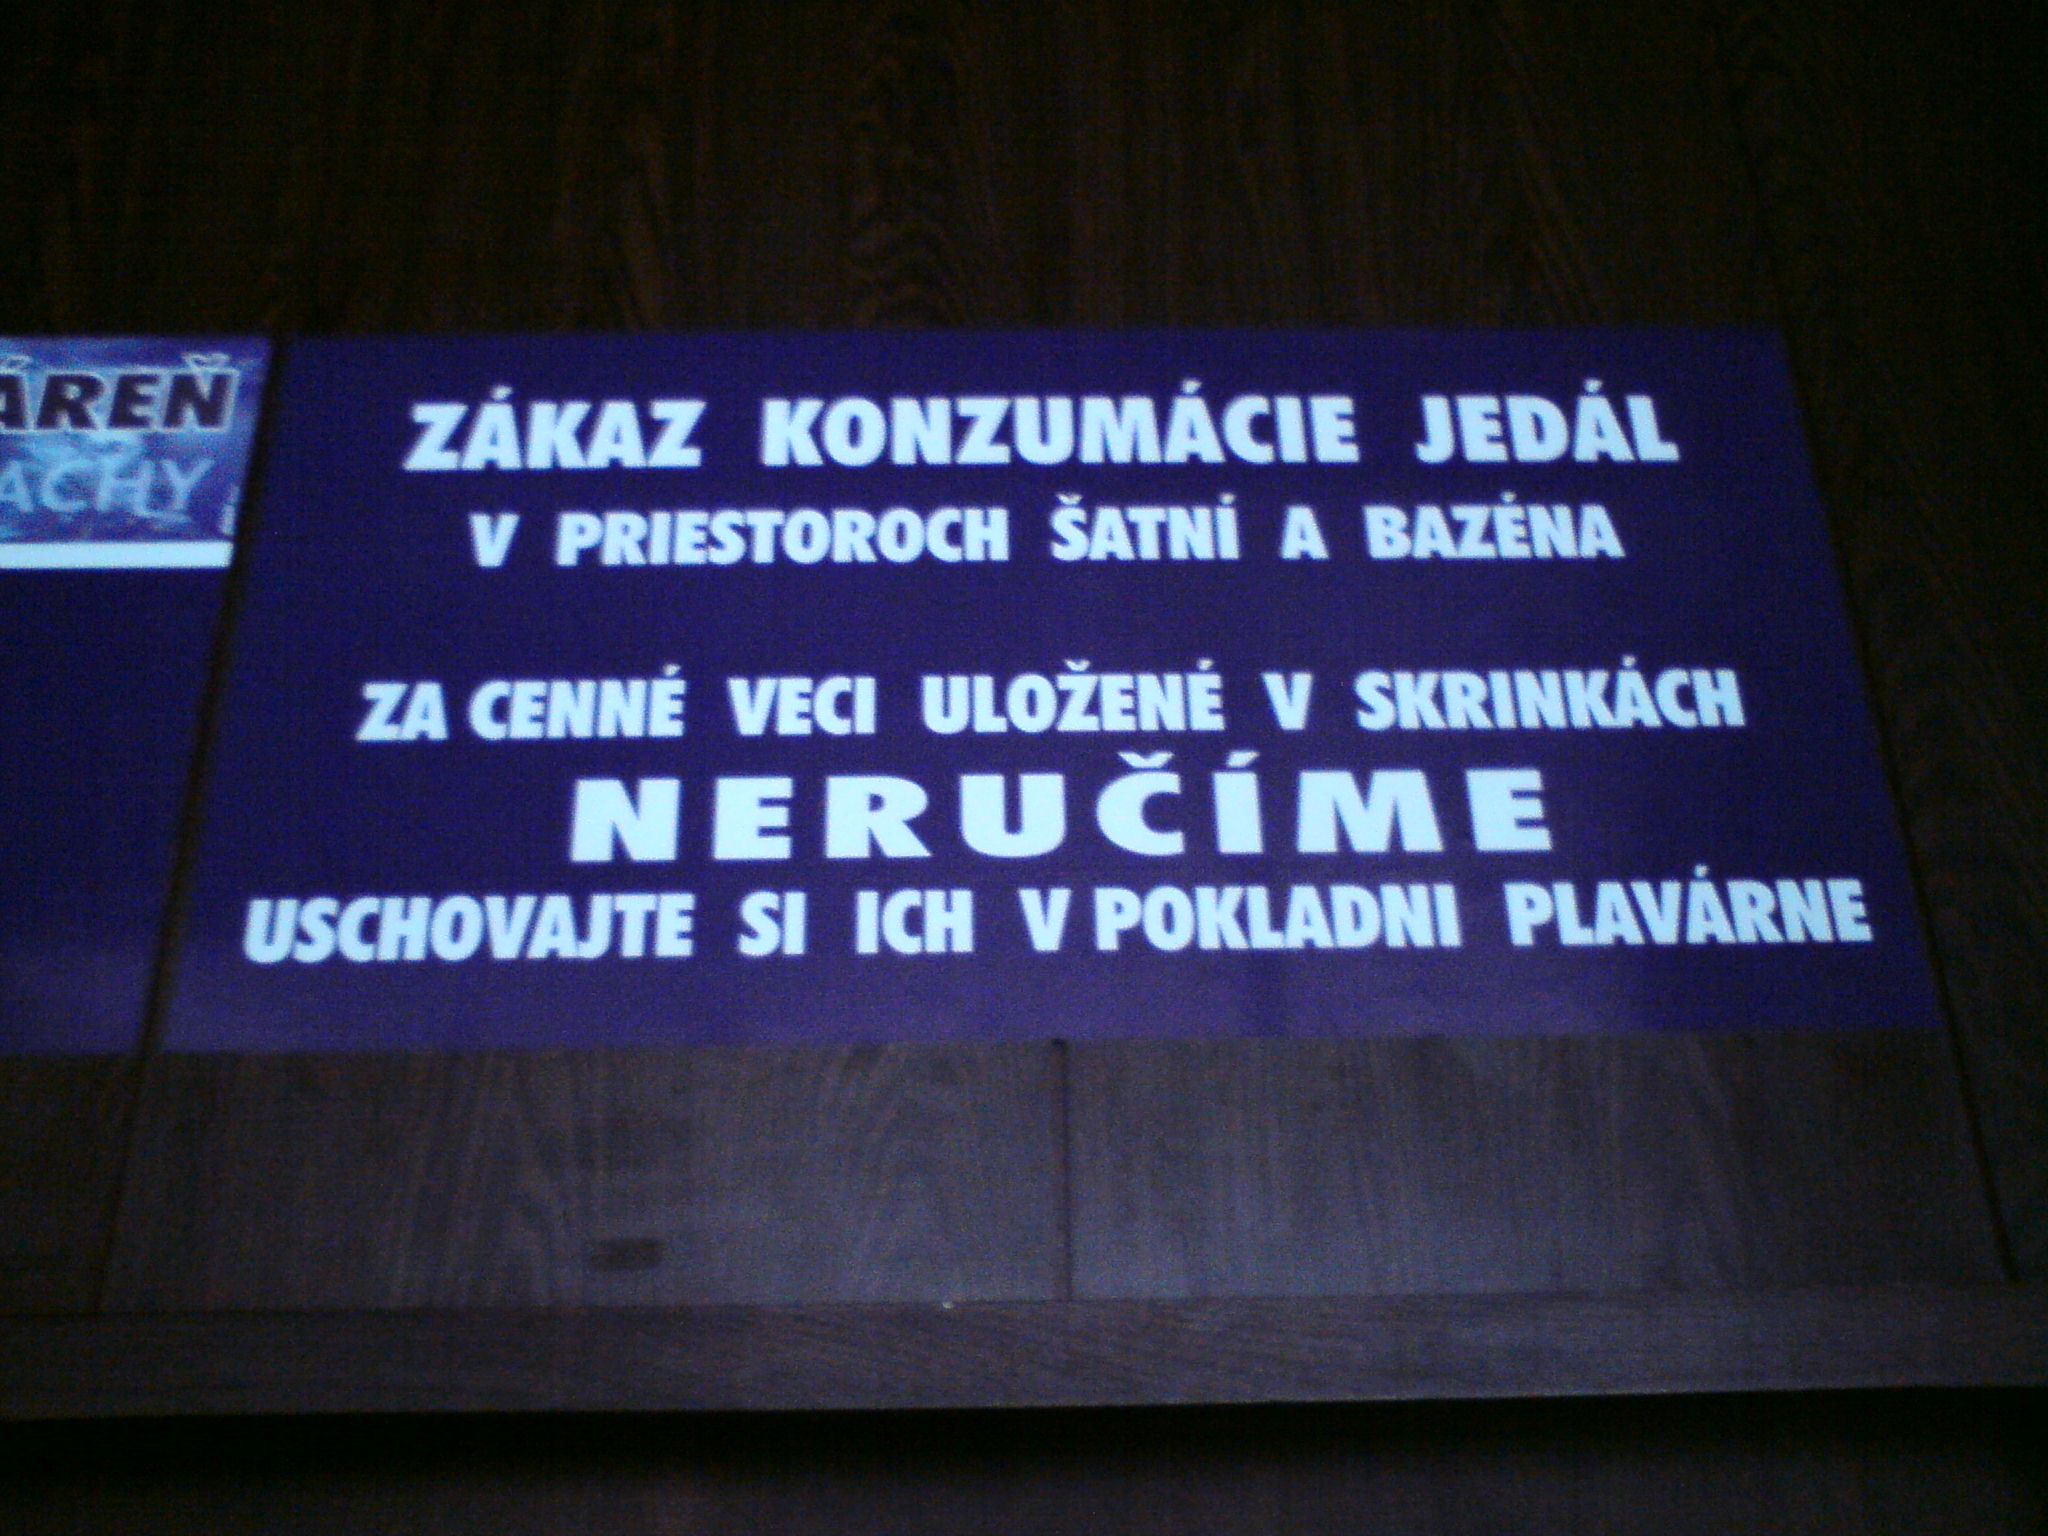 ZÁKAZ KONZUMÁCIE JEDÁL
V PRIESTOROCH ŠATNÍ A BAZÉNA
ZA CENNÉ VECI ULOŽENÉ V SKRINKÁCH
NERUČÍME
USCHOVAJTE SI ICH V POKLADNI PLAVÁRNE